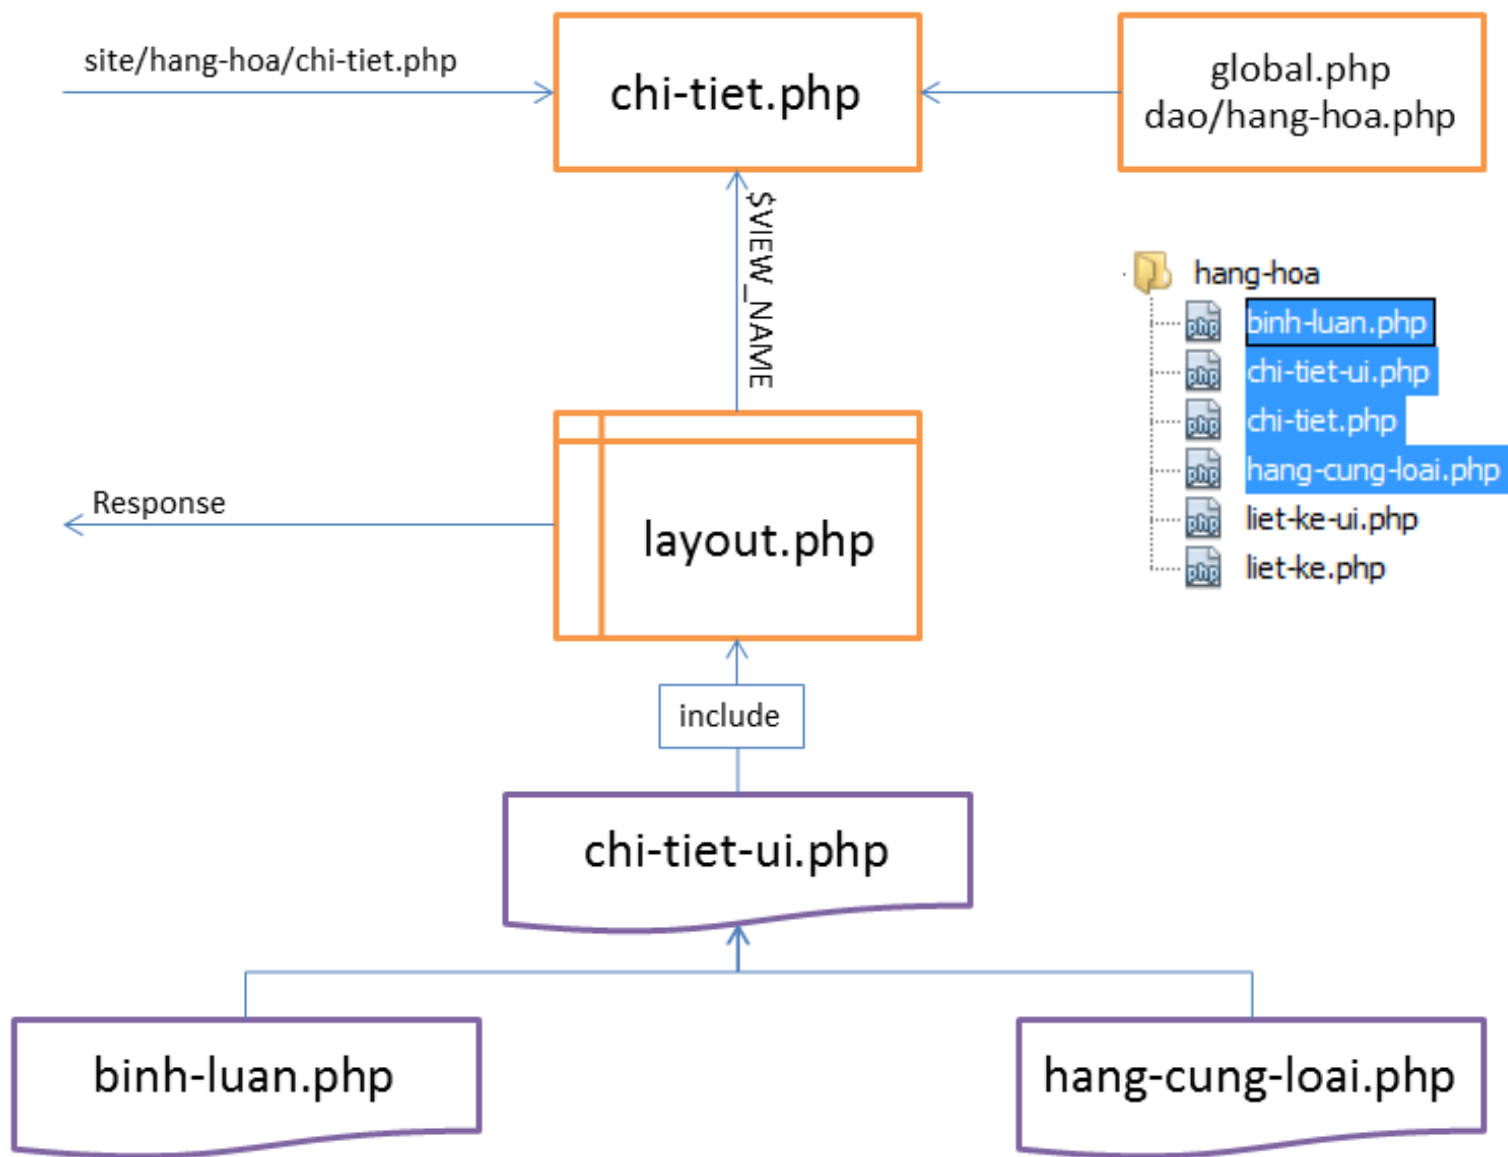 site/hang-hoa/chi-tiet.php
chi-tiet.php
global.php
dao/hang-hoa.php
$VIEW_NAME
hang-hoa
binh-luan.php
chi-tiet-ui.php
chi-tiet.php
hang-cung-loai.php
liet-ke-ui.php
liet-ke.php
Response
layout.php
include
chi-tiet-ui.php
binh-luan.php
hang-cung-loai.php